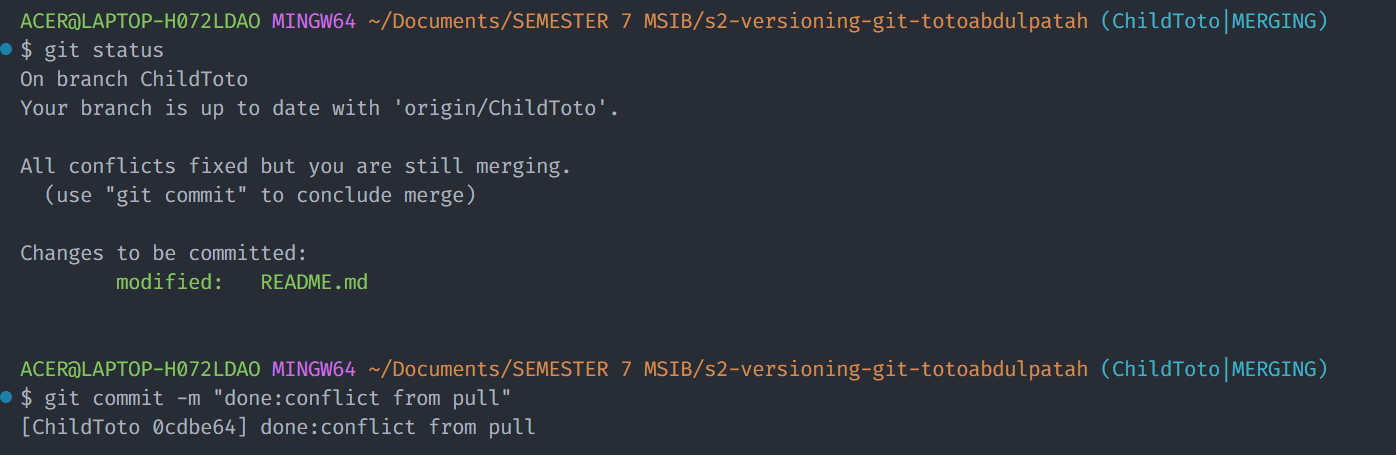 ACER@LAPTOP-H072LDAO MINGW64 ~/Documents/SEMESTER 7 MSIB/s2-versioning-git-totoabdulpatah (ChildToto|MERGING)
$ git status
On branch ChildToto
Your branch is up to date with 'origin/ChildToto'.
All conflicts fixed but you are still merging.
(use "git commit" to conclude merge)
Changes to be committed:
modified: README.md
ACER@LAPTOP-H072LDAO MINGW64 ~/Documents/SEMESTER 7 MSIB/s2-versioning-git-totoabdulpatah (ChildToto|MERGING)
$ git commit -m "done:conflict from pull"
[ChildToto 0cdbe64] done:conflict from pull